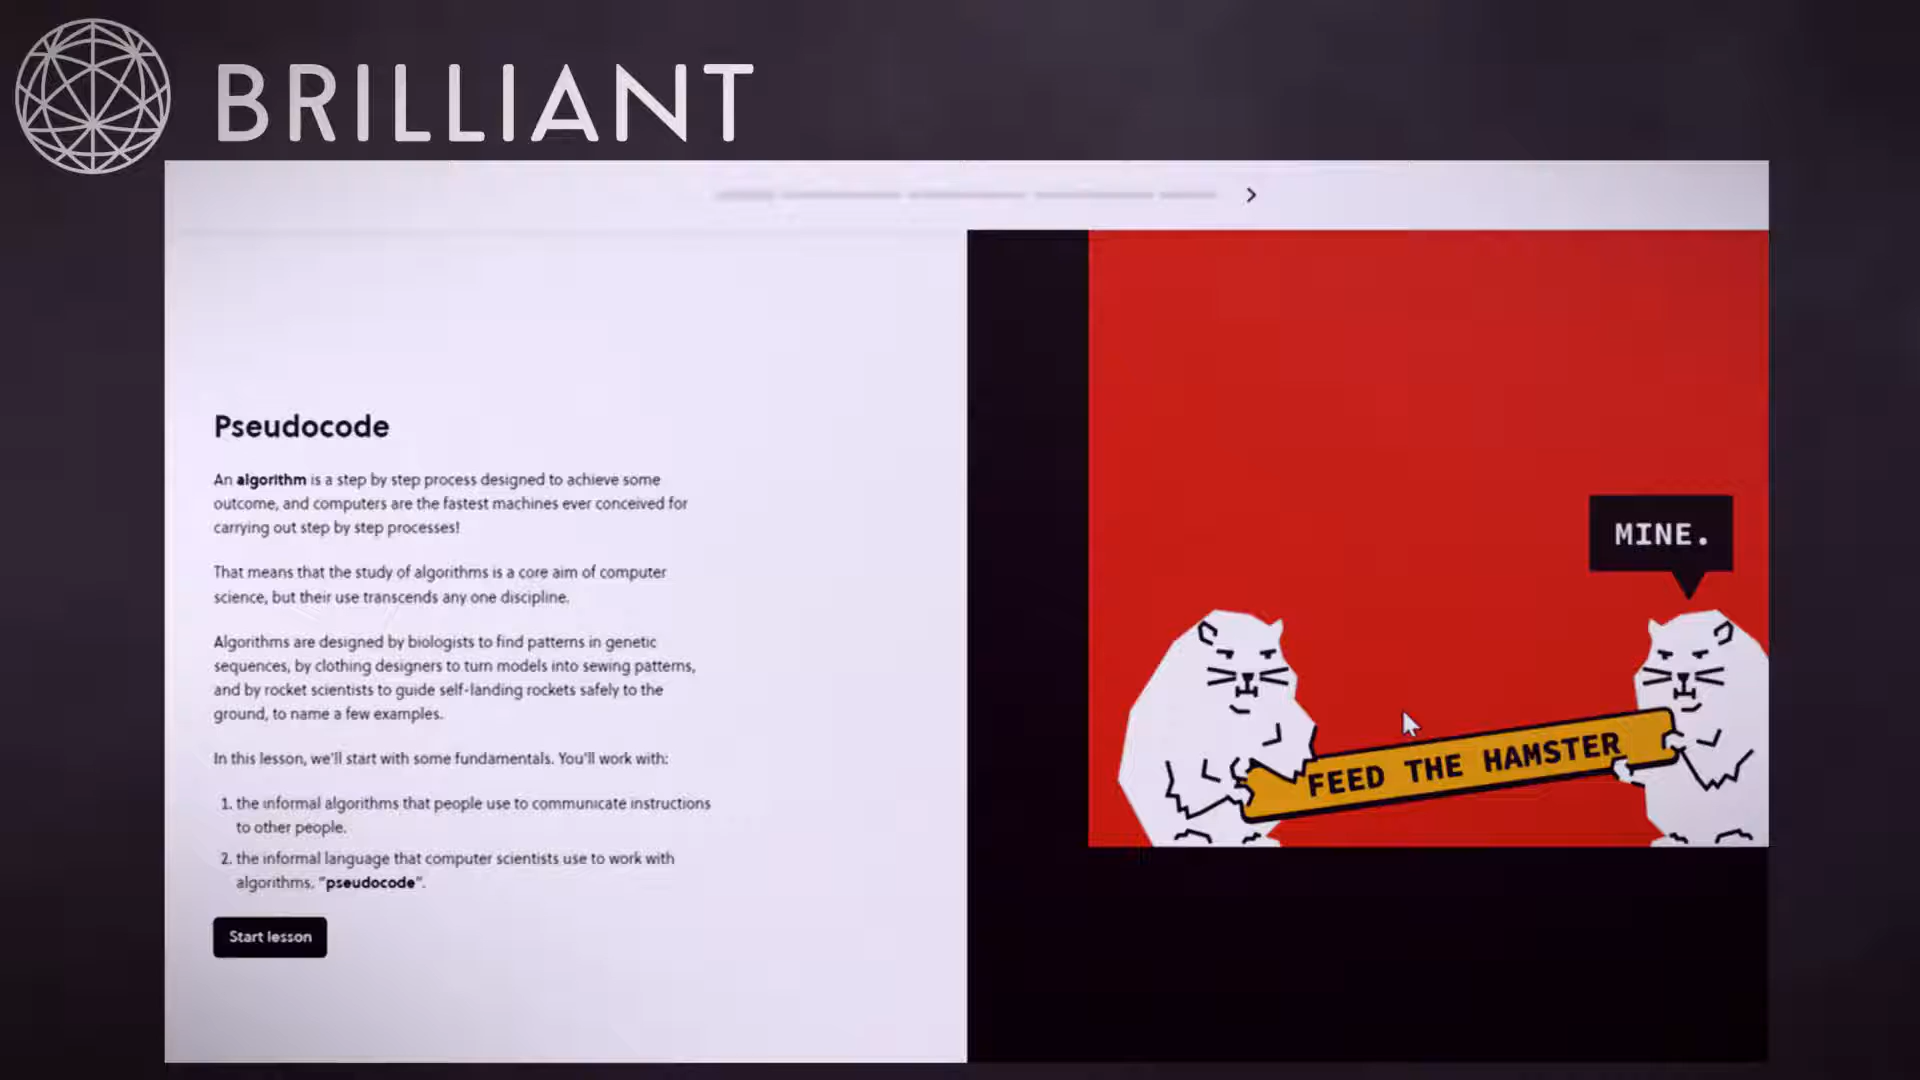 BRILLIANT
Pseudocode
An algorithm is a step by step process designed to achieve some
outcome, and computers are the fastest machines ever conceived for
carrying out step by step processes!
That means that the study of algorithms is a core aim of computer
science, but their use transcends any one discipline.
Algorithms are designed by biologists to find patterns in genetic
sequences, by clothing designers to turn models into sewing patterns,
and by rocket scientists to guide self-landing rockets safely to the
ground, to name a few examples.
In this lesson, we'll start with some fundamentals. You'll work with:
1. the informal algorithms that people use to communicate instructions
to other people.
2. the informal language that computer scientists use to work with
algorithms, "pseudocode".
Start lesson
MINE.
FEED THE HAMSTER